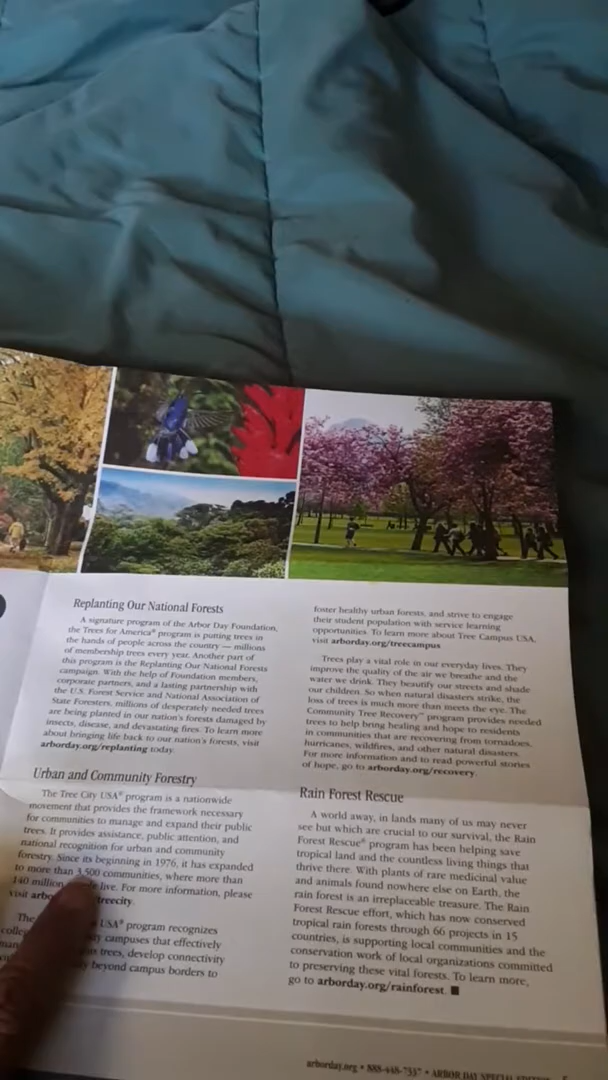 Replanting Our National Forests
A signature program of the Arbor Day Foundation,
the Trees for America® program is putting trees in
the hands of people across the country — millions
of membership trees every year. Another part of
this program is the Replanting Our National Forests
campaign. With the help of Foundation members,
corporate partners, and a lasting partnership with
the U.S. Forest Service and National Association of
State Foresters, millions of desperately needed trees
are being planted in our nation's forests damaged by
insects, disease, and devastating fires. To learn more
about bringing life back to our nation's forests, visit
arborday.org/replanting today.
Urban and Community Forestry
The Tree City USA® program is a nationwide
movement that provides the framework necessary
for communities to manage and expand their public
trees. It provides assistance, public attention, and
national recognition for urban and community
forestry. Since its beginning in 1976, it has expanded
to more than 3,500 communities, where more than
140 million live. For more information, please
visit treecity.
The USA® program recognizes
campuses that effectively
trees, develop connectivity
beyond campus borders to
foster healthy urban forests, and strive to engage
their student population with service learning
opportunities. To learn more about Tree Campus USA,
visit arborday.org/treecampus
Trees play a vital role in our everyday lives. They
improve the quality of the air we breathe and the
water we drink. They beautify our streets and shade
our children. So when natural disasters strike, the
loss of trees is much more than meets the eye. The
Community Tree Recovery™ program provides needed
trees to help bring healing and hope to residents
in communities that are recovering from tornadoes,
hurricanes, wildfires, and other natural disasters.
For more information and to read powerful stories
of hope, go to arborday.org/recovery.
Rain Forest Rescue
A world away, in lands many of us may never
see but which are crucial to our survival, the Rain
Forest Rescue® program has been helping save
tropical land and the countless living things that
thrive there. With plants of rare medicinal value
and animals found nowhere else on Earth, the
rain forest is an irreplaceable treasure. The Rain
Forest Rescue effort, which has now conserved
tropical rain forests through 66 projects in 15
countries, is supporting local communities and the
conservation work of local organizations committed
to preserving these vital forests. To learn more,
go to arborday.org/rainforest. ■
arborday.org • 888-448-7337 • ARBOR DAY SPECIAL EDITION